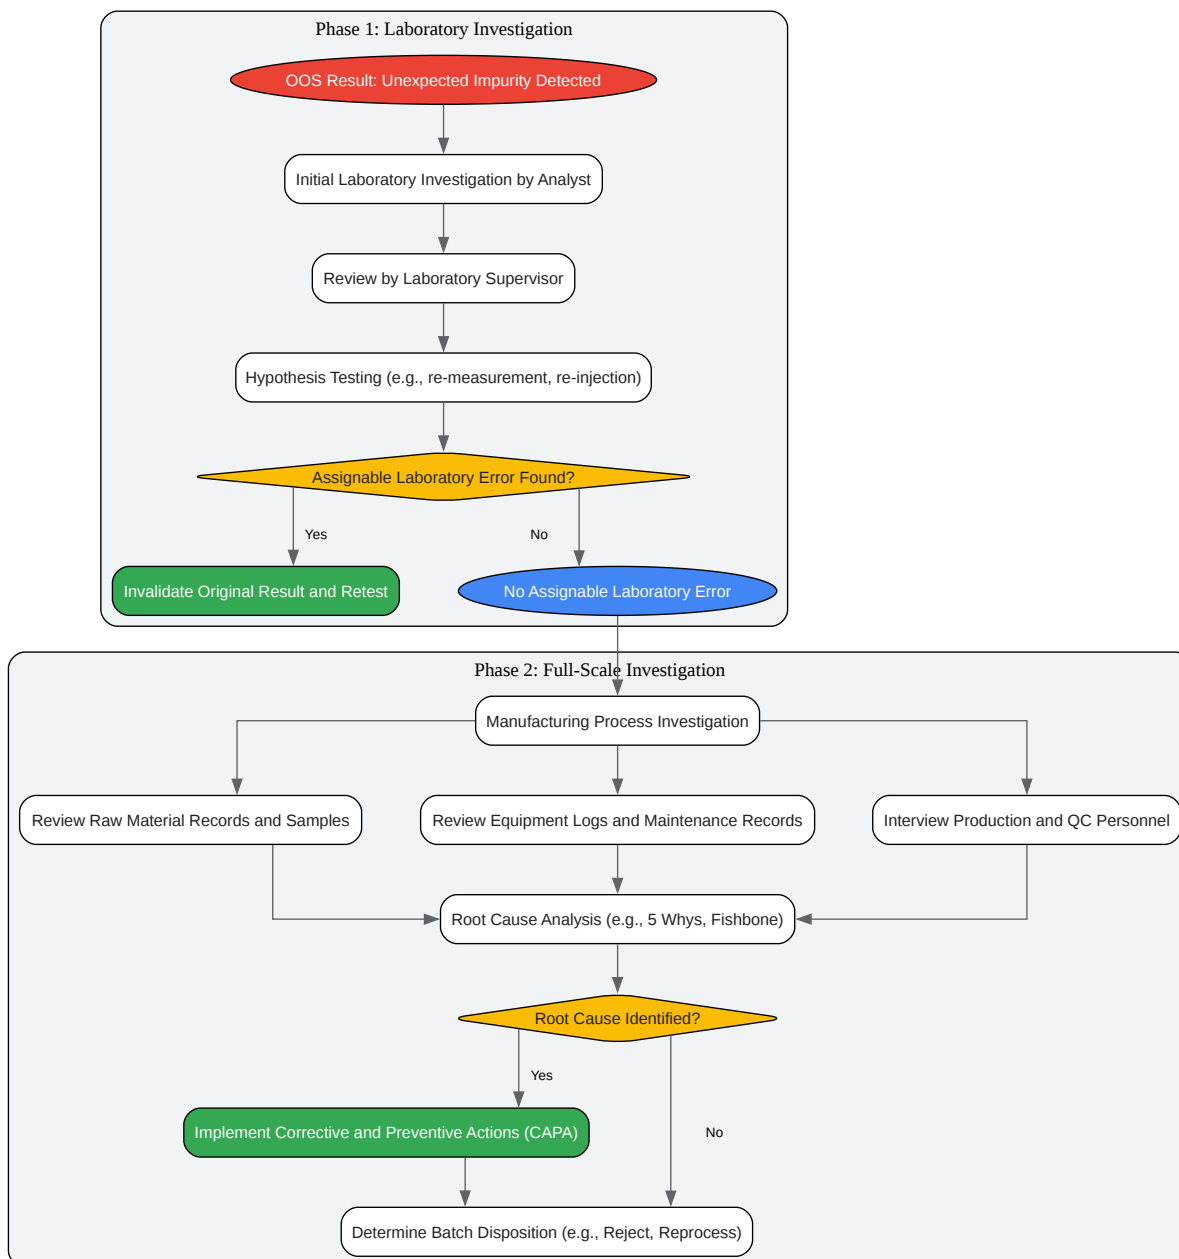 Phase 1: Laboratory Investigation
OOS Result: Unexpected Impurity Detected
Initial Laboratory Investigation by Analyst
Review by Laboratory Supervisor
Hypothesis Testing (e.g., re-measurement, re-injection)
Assignable Laboratory Error Found?
Yes
No
Invalidate Original Result and Retest
No Assignable Laboratory Error
Phase 2: Full-Scale Investigation
Manufacturing Process Investigation
Review Raw Material Records and Samples
Review Equipment Logs and Maintenance Records
Interview Production and QC Personnel
Root Cause Analysis (e.g., 5 Whys, Fishbone)
Root Cause Identified?
Yes
Implement Corrective and Preventive Actions (CAPA)
No
Determine Batch Disposition (e.g., Reject, Reprocess)